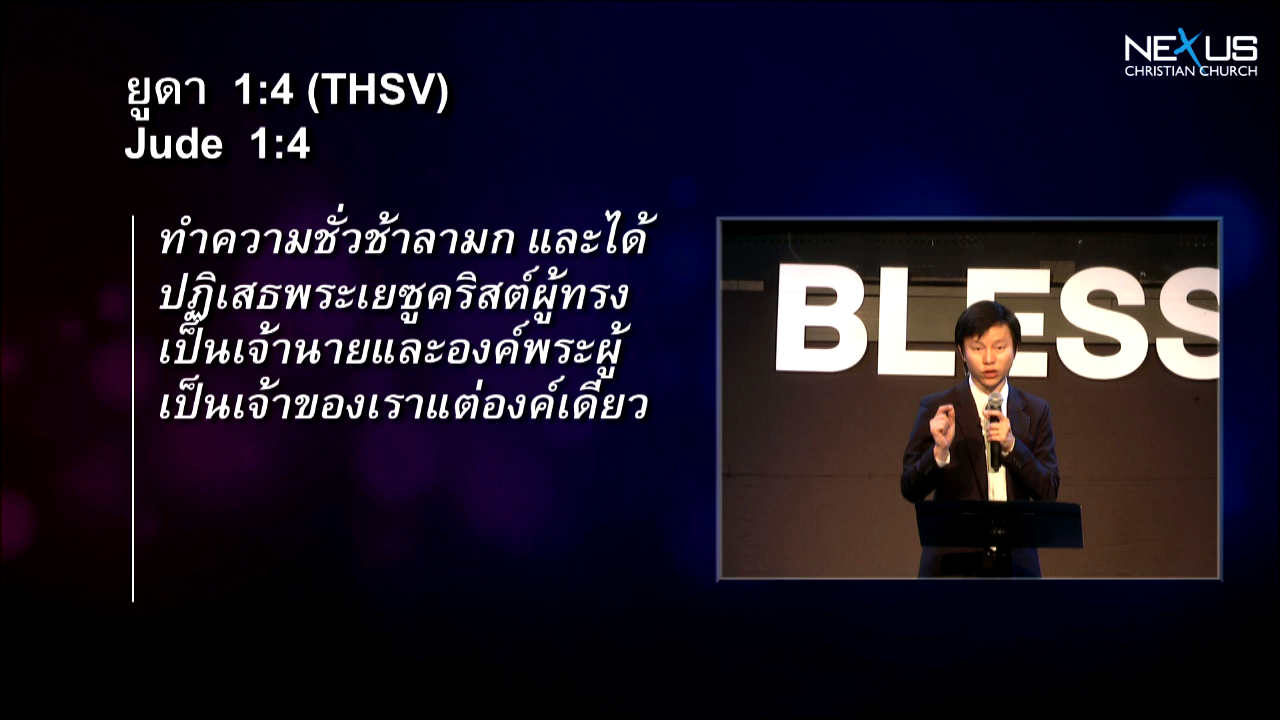 ยูดา 1:4 (THSV)
Jude 1:4
ทำความชั่วช้าลามก และได้
ปฏิเสธพระเยซูคริสต์ผู้ทรง
เป็นเจ้านายและองค์พระผู้
เป็นเจ้าของเราแต่องค์เดียว
NEXUS
CHRISTIAN CHURCH
BLESS